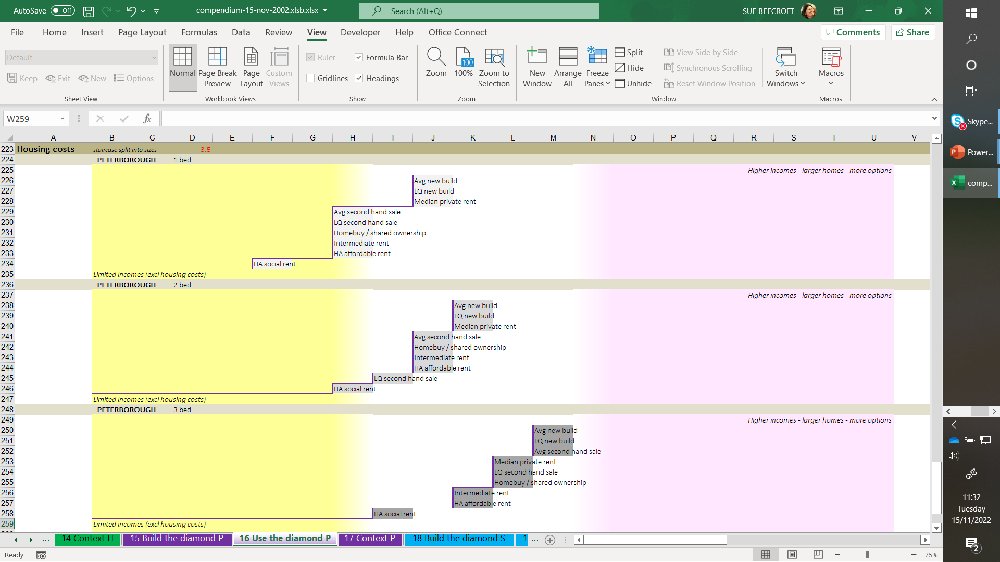 AutoSave Off compendium-15-nov-2002.xlsb.xlsx Search (Alt+Q) SUE BEECROFT
File Home Insert Page Layout Formulas Data Review View Developer Help Office Connect Comments Share
Default
Keep Exit New Options
Sheet View
Normal Page Break Preview Page Layout Custom Views
Workbook Views
Ruler Formula Bar
Gridlines Headings
Show
Zoom 100% Zoom to Selection
Zoom
New Window Arrange All Freeze Panes
Split
Hide
Unhide
View Side by Side
Synchronous Scrolling
Reset Window Position
Switch Windows
Window
Macros
Macros
W259 fx
A B C D E F G H I J K L M N O P Q R S T U V
223 Housing costs staircase split into sizes 3.5
224 PETERBOROUGH 1 bed
225 Higher incomes - larger homes - more options
226 Avg new build
227 LQ new build
228 Median private rent
229 Avg second hand sale
230 LQ second hand sale
231 Homebuy / shared ownership
232 Intermediate rent
233 HA affordable rent
234 HA social rent
235 Limited incomes (excl housing costs)
236 PETERBOROUGH 2 bed
237 Higher incomes - larger homes - more options
238 Avg new build
239 LQ new build
240 Median private rent
241 Avg second hand sale
242 Homebuy / shared ownership
243 Intermediate rent
244 HA affordable rent
245 LQ second hand sale
246 HA social rent
247 Limited incomes (excl housing costs)
248 PETERBOROUGH 3 bed
249 Higher incomes - larger homes - more options
250 Avg new build
251 LQ new build
252 Avg second hand sale
253 Median private rent
254 LQ second hand sale
255 Homebuy / shared ownership
256 Intermediate rent
257 HA affordable rent
258 HA social rent
259 Limited incomes (excl housing costs)
... 14 Context H 15 Build the diamond P 16 Use the diamond P 17 Context P 18 Build the diamond S 1 ...
Ready 75%
Skype...
Power...
comp...
11:32
Tuesday
15/11/2022
2